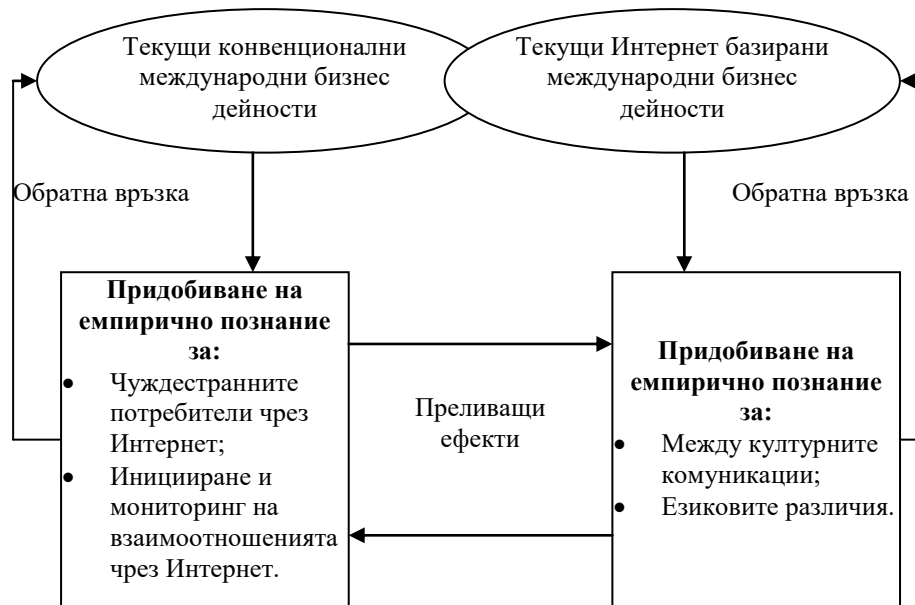 Текущи конвенционални
международни бизнес
дейности
Текущи Интернет базирани
международни бизнес
дейности
Обратна връзка
Обратна връзка
Придобиване на
емпирично познание
за:
• Чуждестранните
потребители чрез
Интернет;
• Иницииране и
мониторинг на
взаимоотношенията
чрез Интернет.
Преливащи
ефекти
Придобиване на
емпирично познание
за:
• Между културните
комуникации;
• Езиковите различия.